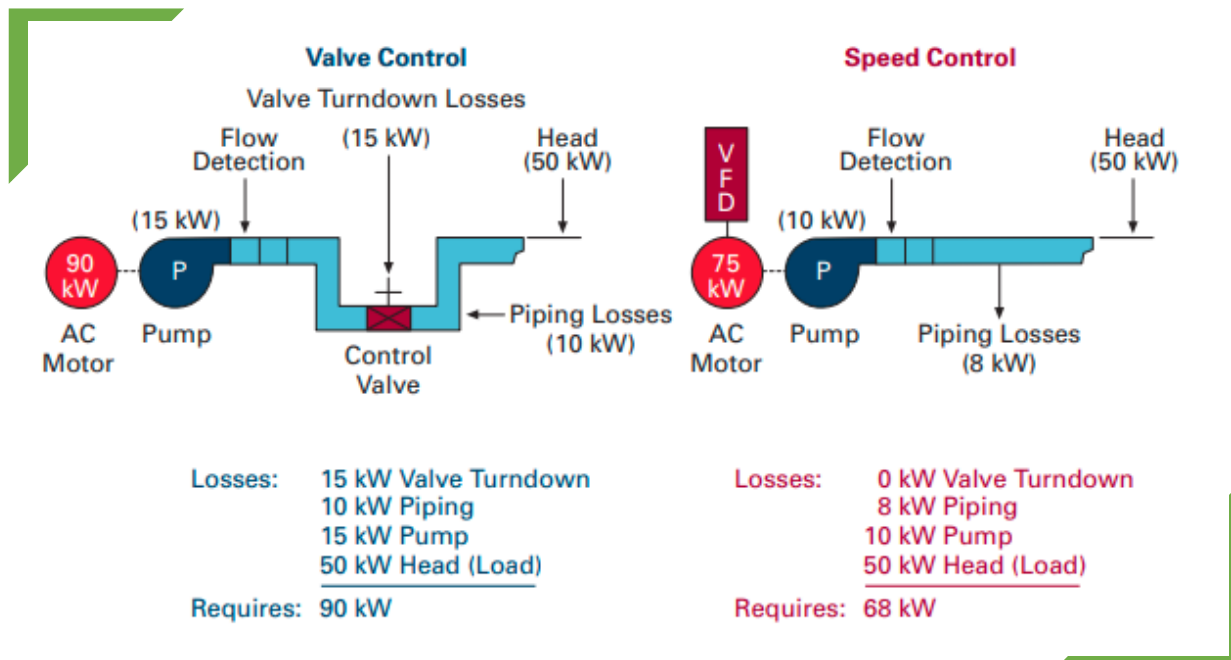 Valve Control
Valve Turndown Losses
Flow
Detection
(15 kW)
Head
(50 kW)
(15 kW)
90
kW
P
AC
Motor
Pump
Control
Valve
Piping Losses
(10 kW)
Losses:
15 kW Valve Turndown
10 kW Piping
15 kW Pump
50 kW Head (Load)
Requires: 90 kW
Speed Control
V
F
D
Flow
Detection
Head
(50 kW)
(10 kW)
75
kW
P
AC
Motor
Pump
Piping Losses
(8 kW)
Losses:
0 kW Valve Turndown
8 kW Piping
10 kW Pump
50 kW Head (Load)
Requires: 68 kW